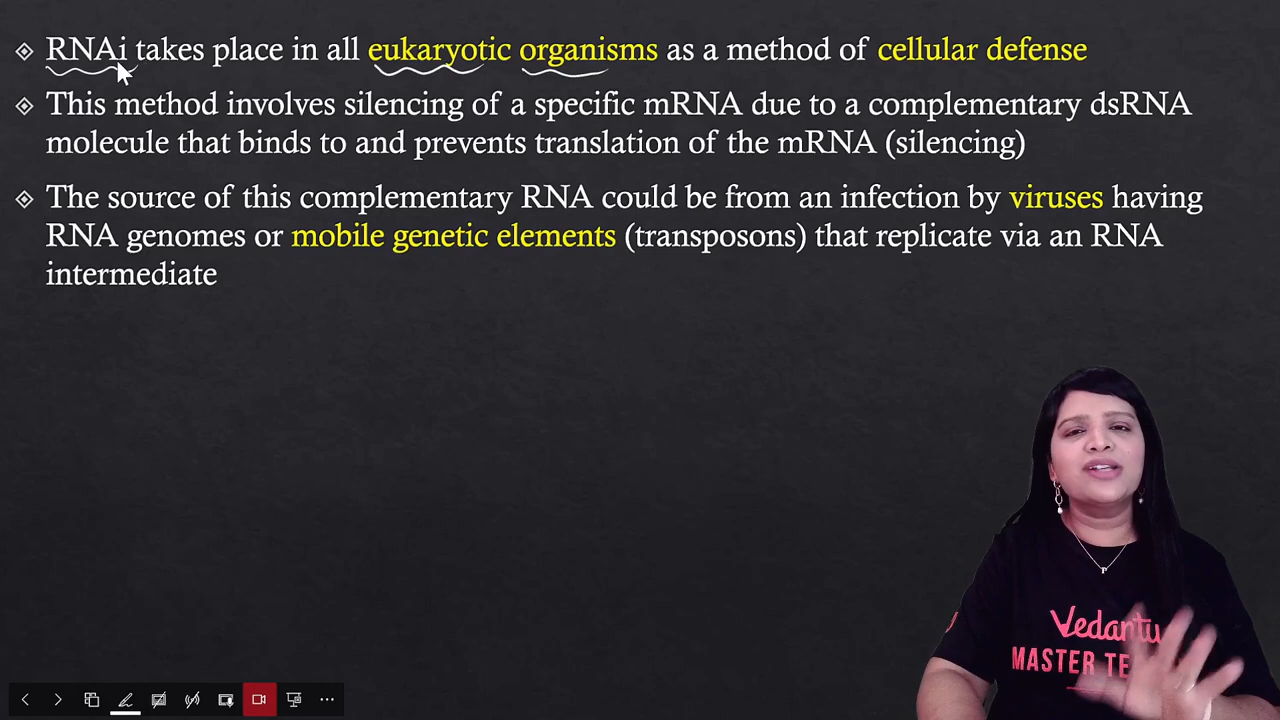 RNAi takes place in all eukaryotic organisms as a method of cellular defense
This method involves silencing of a specific mRNA due to a complementary dsRNA
molecule that binds to and prevents translation of the mRNA (silencing)
The source of this complementary RNA could be from an infection by viruses having
RNA genomes or mobile genetic elements (transposons) that replicate via an RNA
intermediate
Vedantu
MASTER TE